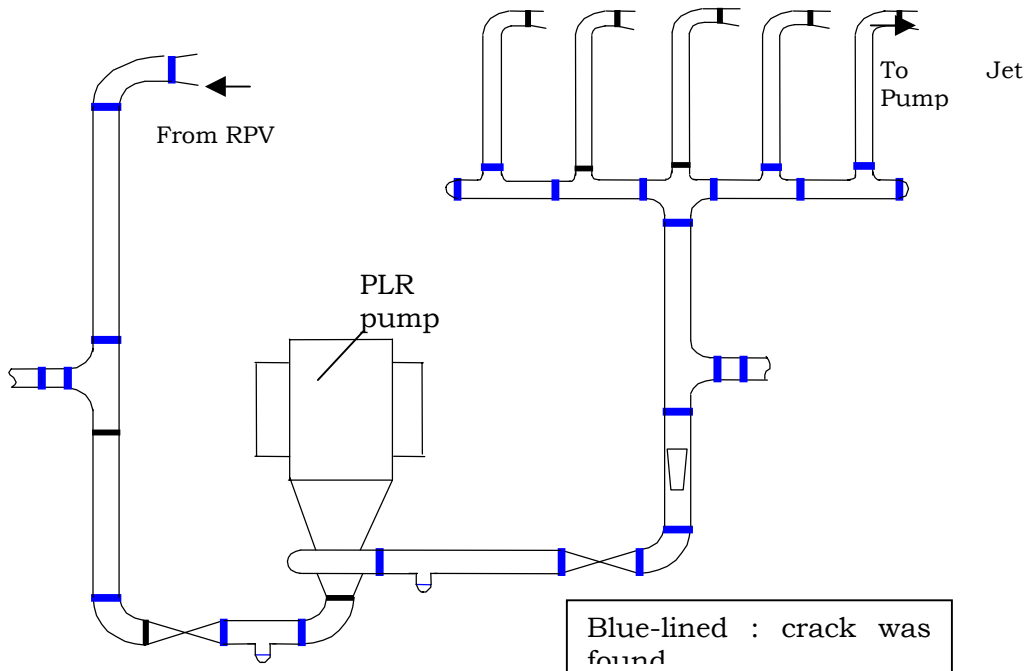 To Jet
Pump
From RPV
PLR
pump
Blue-lined : crack was
found